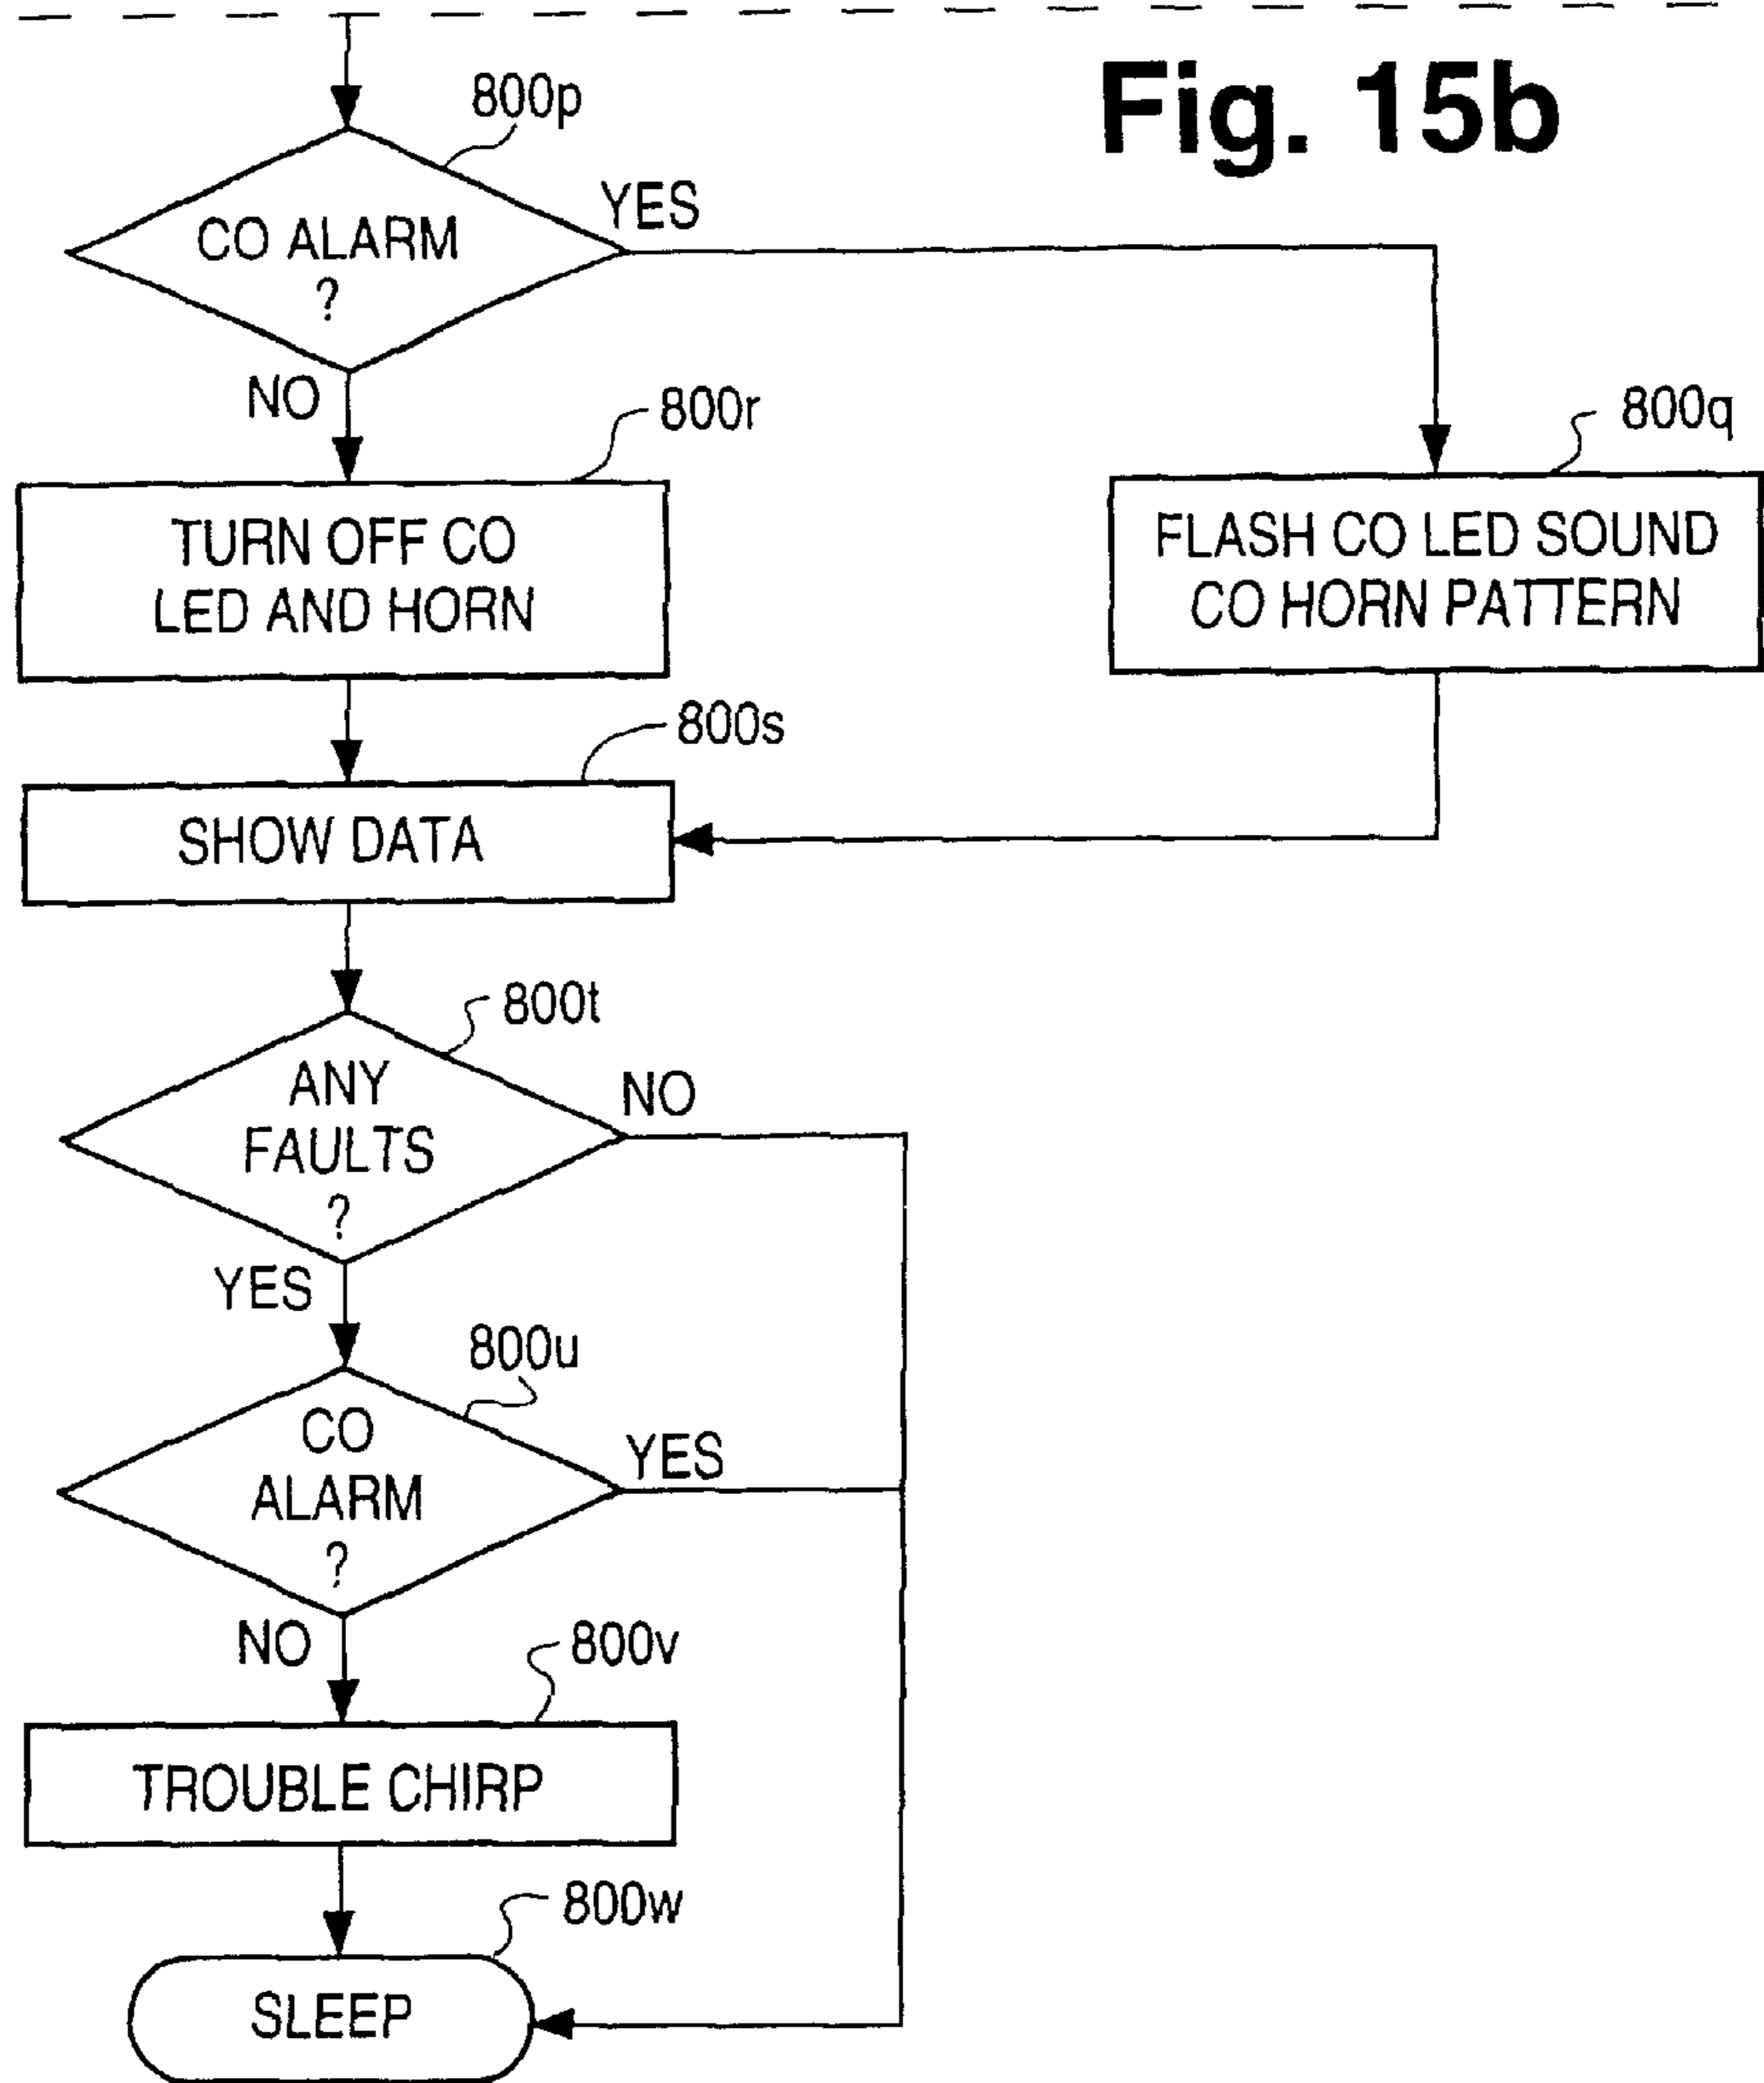 Fig. 15b
800p
CO ALARM
?
YES
NO
800r
800q
TURN OFF CO
LED AND HORN
FLASH CO LED SOUND
CO HORN PATTERN
800s
SHOW DATA
800t
ANY
FAULTS
?
NO
YES
800u
CO
ALARM
?
YES
NO
800v
TROUBLE CHIRP
800w
SLEEP